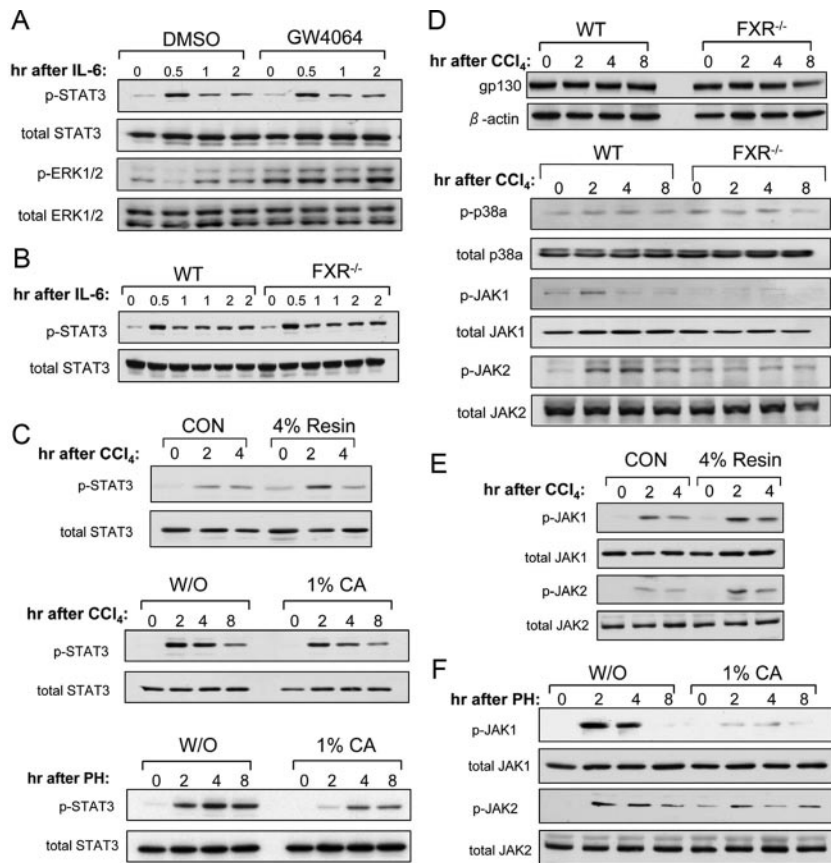 A
DMSO GW4064
hr after IL-6: 0 0.5 1 2 0 0.5 1 2
p-STAT3
total STAT3
p-ERK1/2
total ERK1/2
B
WT FXR-/-
hr after IL-6: 0 0.5 1 1 2 2 0 0.5 1 1 2 2
p-STAT3
total STAT3
C
CON 4% Resin
hr after CCl4: 0 2 4 0 2 4
p-STAT3
total STAT3
W/O 1% CA
hr after CCl4: 0 2 4 8 0 2 4 8
p-STAT3
total STAT3
W/O 1% CA
hr after PH: 0 2 4 8 0 2 4 8
p-STAT3
total STAT3
D
WT FXR-/-
hr after CCl4: 0 2 4 8 0 2 4 8
gp130
β-actin
WT FXR-/-
hr after CCl4: 0 2 4 8 0 2 4 8
p-p38a
total p38a
p-JAK1
total JAK1
p-JAK2
total JAK2
E
CON 4% Resin
hr after CCl4: 0 2 4 0 2 4
p-JAK1
total JAK1
p-JAK2
total JAK2
F
W/O 1% CA
hr after PH: 0 2 4 8 0 2 4 8
p-JAK1
total JAK1
p-JAK2
total JAK2